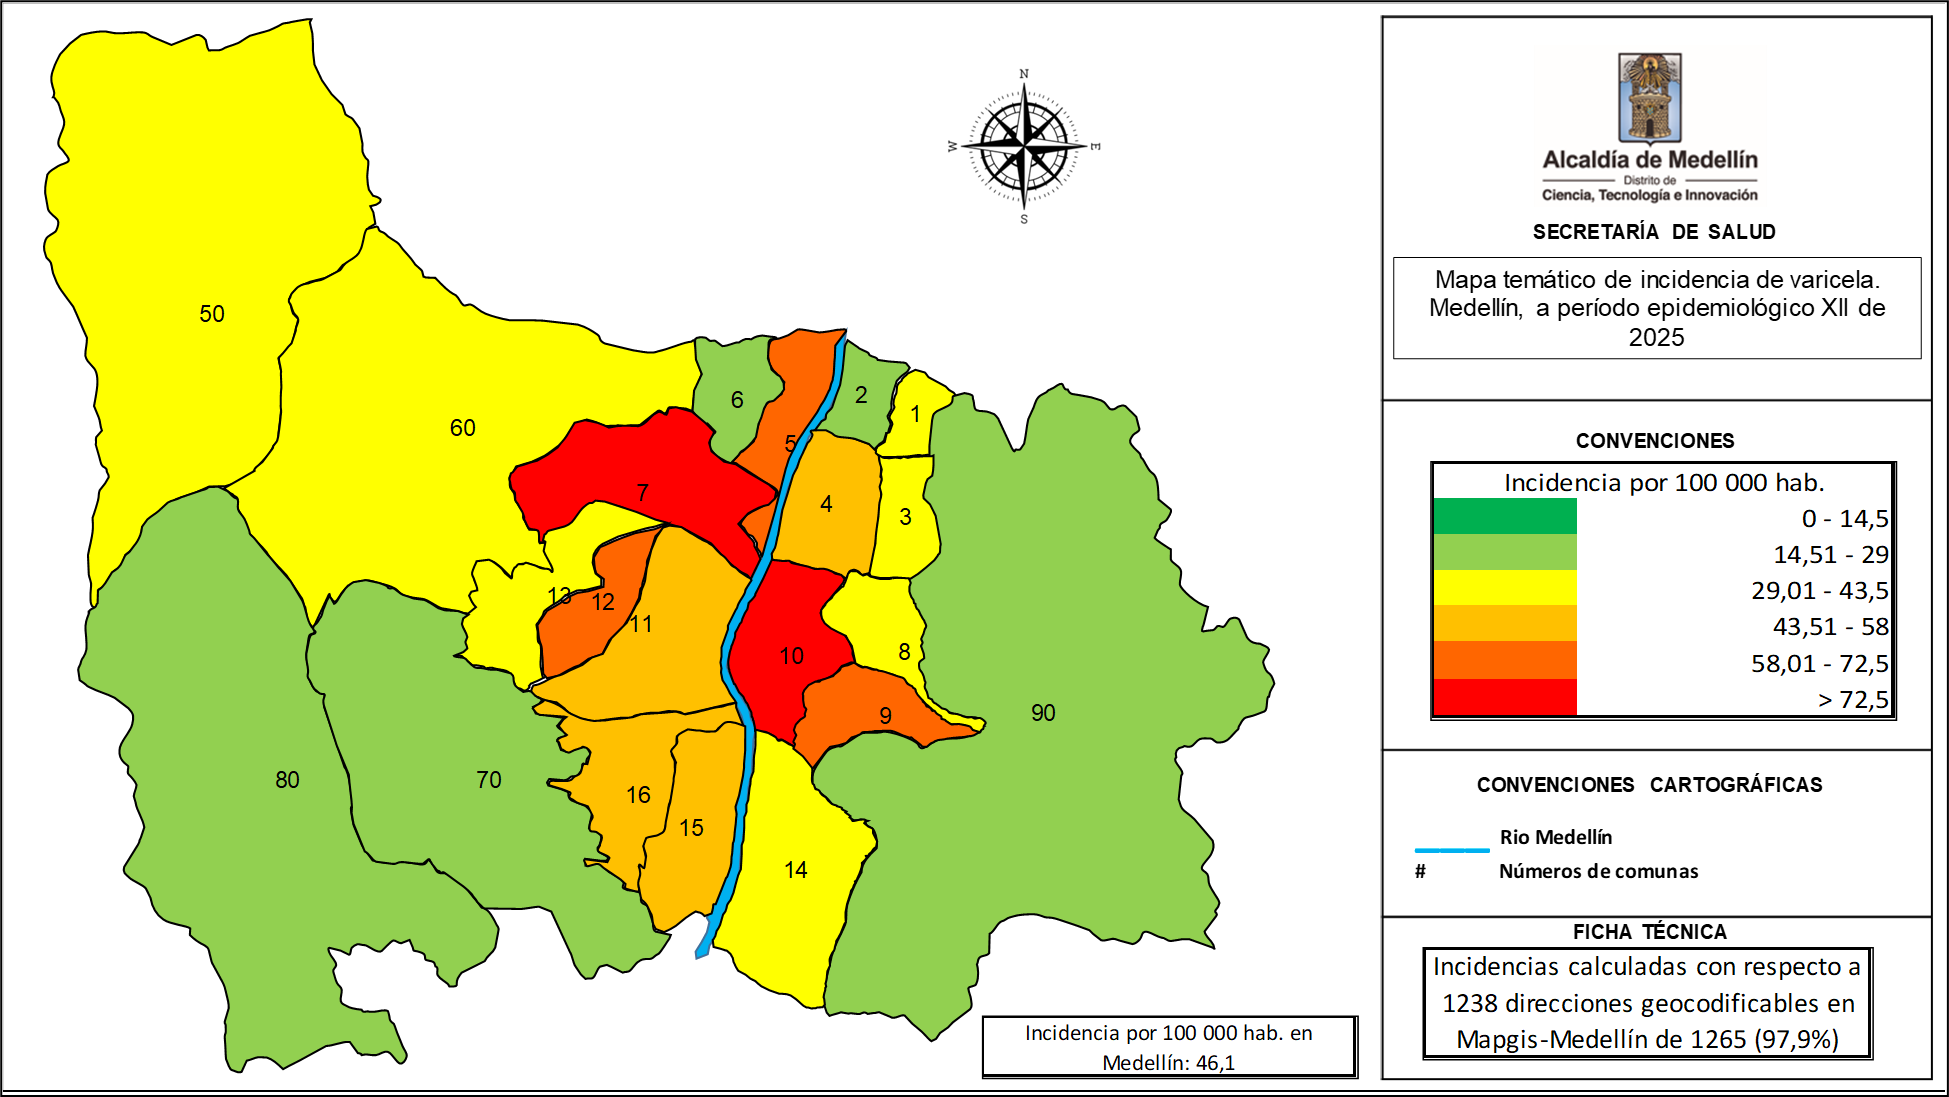 N
W
E
S
50
60
6
5
2
1
7
4
3
13
12
11
10
8
9
90
80
70
16
15
14
Incidencia por 100 000 hab. en
Medellín: 46,1
Alcaldía de Medellín
Distrito de
Ciencia, Tecnología e Innovación
SECRETARÍA DE SALUD
Mapa temático de incidencia de varicela.
Medellín, a período epidemiológico XII de
2025
CONVENCIONES
Incidencia por 100 000 hab.
0 - 14,5
14,51 - 29
29,01 - 43,5
43,51 - 58
58,01 - 72,5
> 72,5
CONVENCIONES CARTOGRÁFICAS
Rio Medellín
# Números de comunas
FICHA TÉCNICA
Incidencias calculadas con respecto a
1238 direcciones geocodificables en
Mapgis-Medellín de 1265 (97,9%)